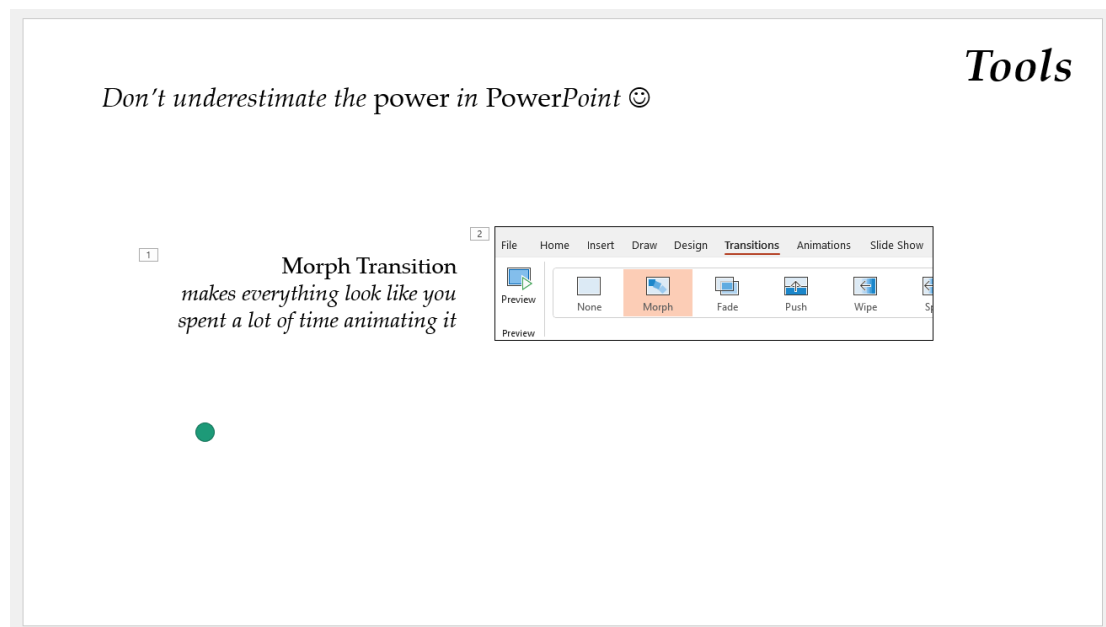 Tools
Don't underestimate the power in PowerPoint ☺
1
Morph Transition
makes everything look like you
spent a lot of time animating it
2
File Home Insert Draw Design Transitions Animations Slide Show
Preview None Morph Fade Push Wipe Sp
Preview